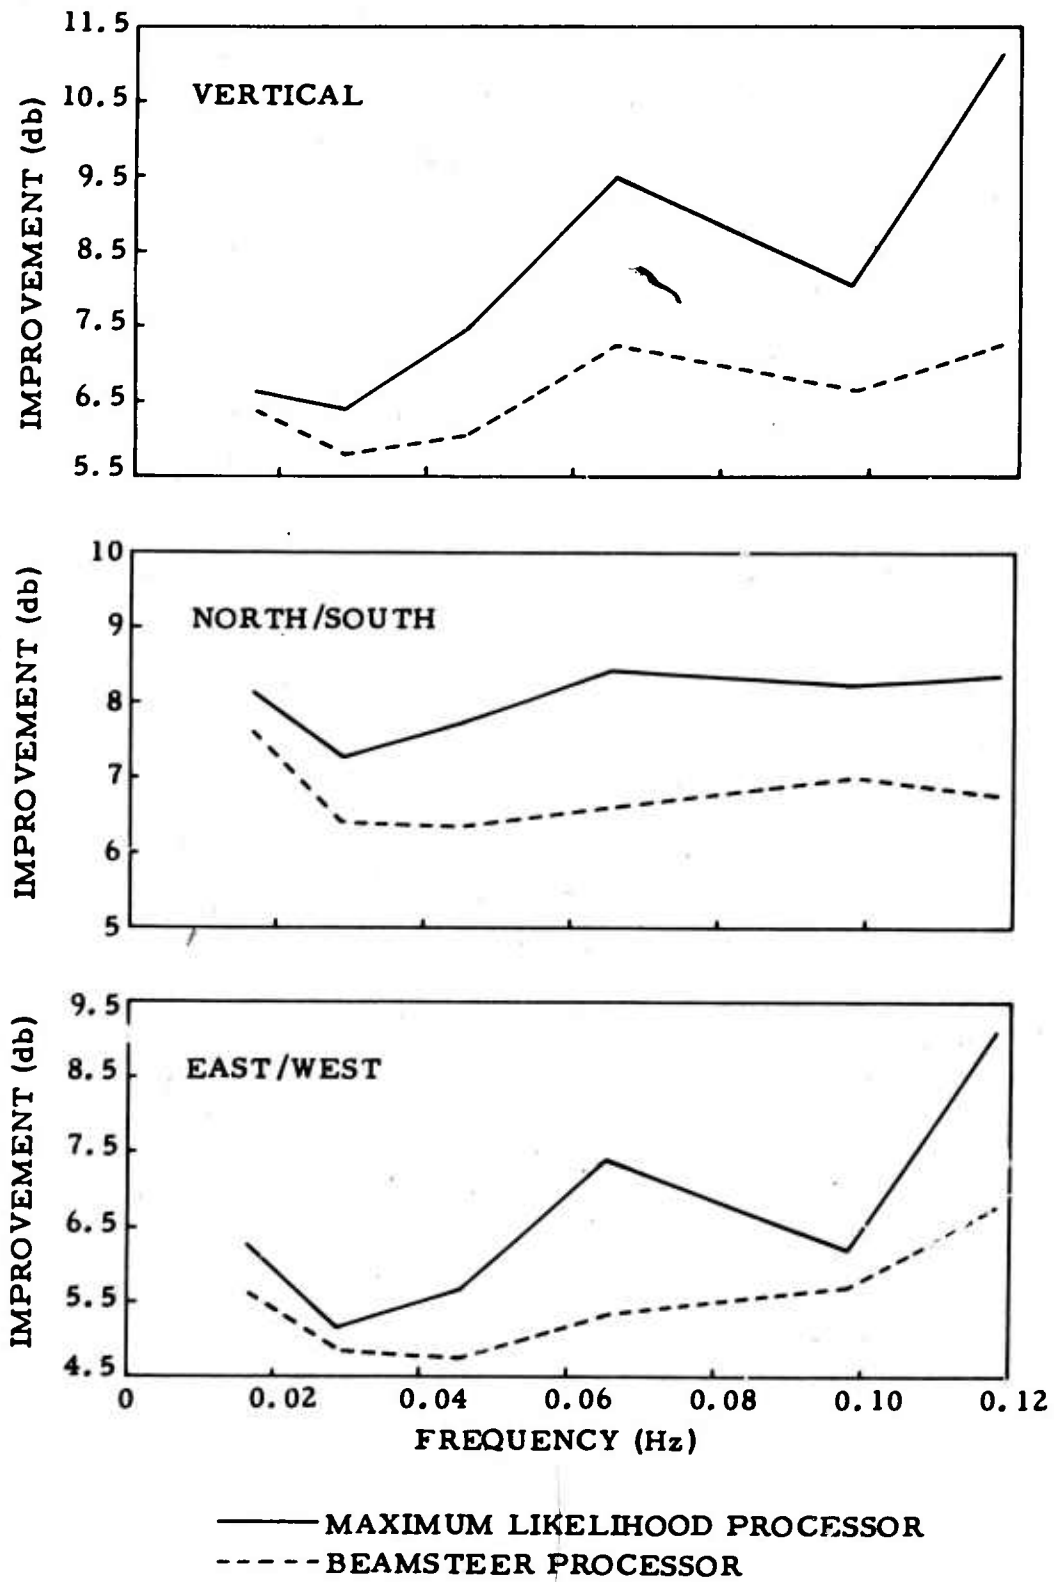 11.5
VERTICAL
10.5
9.5
8.5
7.5
6.5
5.5
IMPROVEMENT (db)
10
NORTH/SOUTH
9
8
7
6
5
IMPROVEMENT (db)
9.5
EAST/WEST
8.5
7.5
6.5
5.5
4.5
IMPROVEMENT (db)
0 0.02 0.04 0.06 0.08 0.10 0.12
FREQUENCY (Hz)
MAXIMUM LIKELIHOOD PROCESSOR
BEAMSTEER PROCESSOR